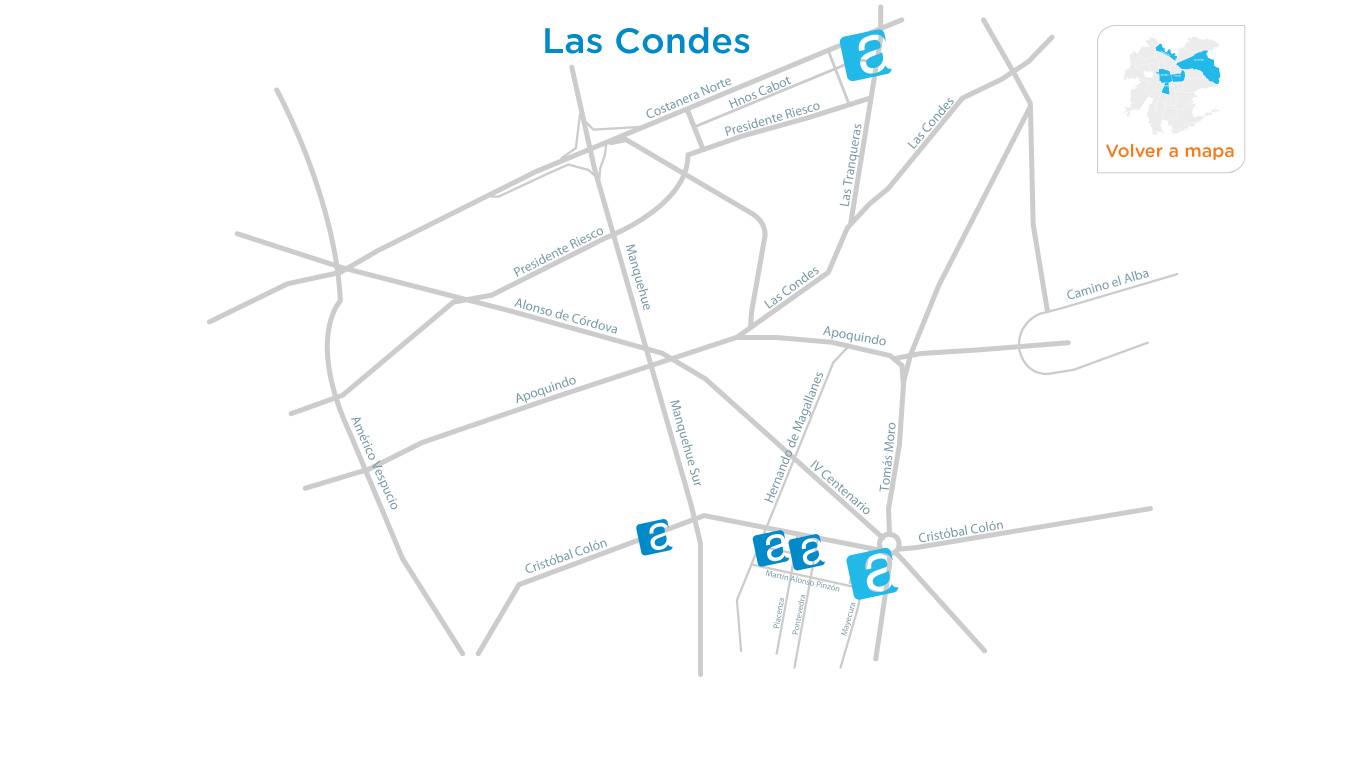 Las Condes
Costanera Norte
Hnos Cabot
Presidente Riesco
Las Tranqueras
Las Condes
Volver a mapa
Presidente Riesco
Manquehue
Alonso de Córdova
Las Condes
Camino el Alba
Apoquindo
Apoquindo
Hernando de Magallanes
Américo Vespucio
Manquehue Sur
IV Centenario
Tomás Moro
Cristóbal Colón
Cristóbal Colón
a
a
a
a
a
Martín Alonso Pinzón
Piacenza
Pontevedra
Mayecura